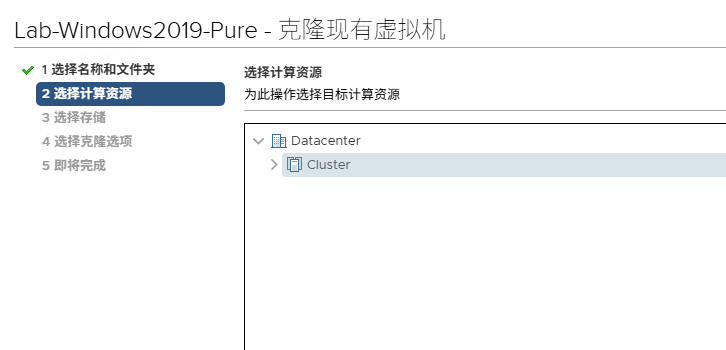 Lab-Windows2019-Pure - 克隆现有虚拟机
1 选择名称和文件夹
2 选择计算资源
3 选择存储
4 选择克隆选项
5 即将完成
选择计算资源
为此操作选择目标计算资源
Datacenter
Cluster